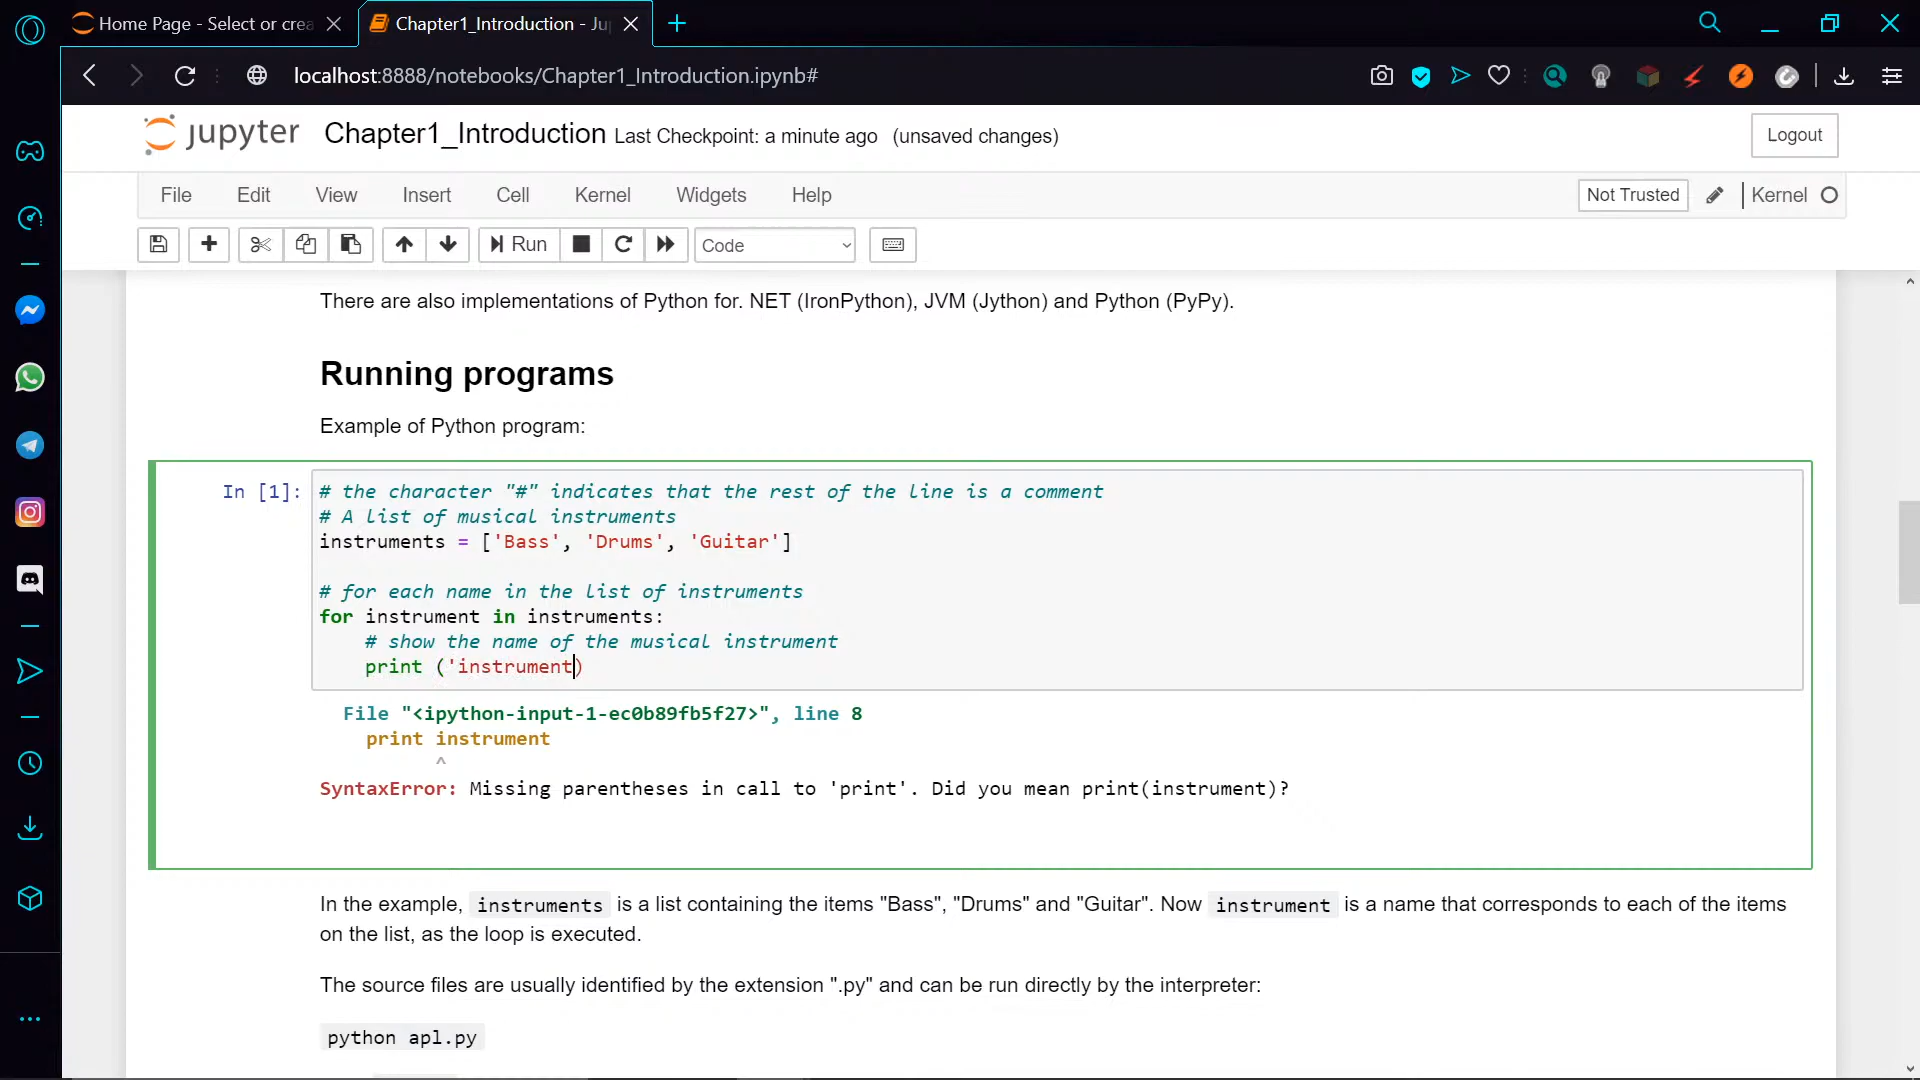 Home Page - Select or crea
Chapter1_Introduction - Ju
localhost:8888/notebooks/Chapter1_Introduction.ipynb#
jupyter Chapter1_Introduction Last Checkpoint: a minute ago (unsaved changes) Logout
File Edit View Insert Cell Kernel Widgets Help Not Trusted Kernel
Run Code
There are also implementations of Python for. NET (IronPython), JVM (Jython) and Python (PyPy).
Running programs
Example of Python program:
In [1]: # the character "#" indicates that the rest of the line is a comment
# A list of musical instruments
instruments = ['Bass', 'Drums', 'Guitar']
# for each name in the list of instruments
for instrument in instruments:
# show the name of the musical instrument
print ('instrument)
File "<ipython-input-1-ec0b89fb5f27>", line 8
print instrument
^
SyntaxError: Missing parentheses in call to 'print'. Did you mean print(instrument)?
In the example, instruments is a list containing the items "Bass", "Drums" and "Guitar". Now instrument is a name that corresponds to each of the items
on the list, as the loop is executed.
The source files are usually identified by the extension ".py" and can be run directly by the interpreter:
python apl.py